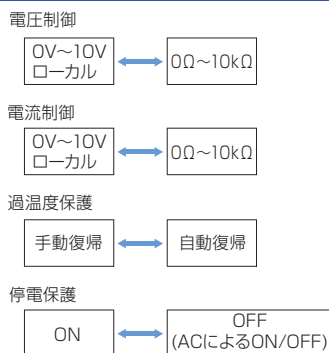 電圧制御
0V～10V
ローカル
0Ω～10kΩ
電流制御
0V～10V
ローカル
0Ω～10kΩ
過温度保護
手動復帰
自動復帰
停電保護
ON
OFF
(ACによるON/OFF)